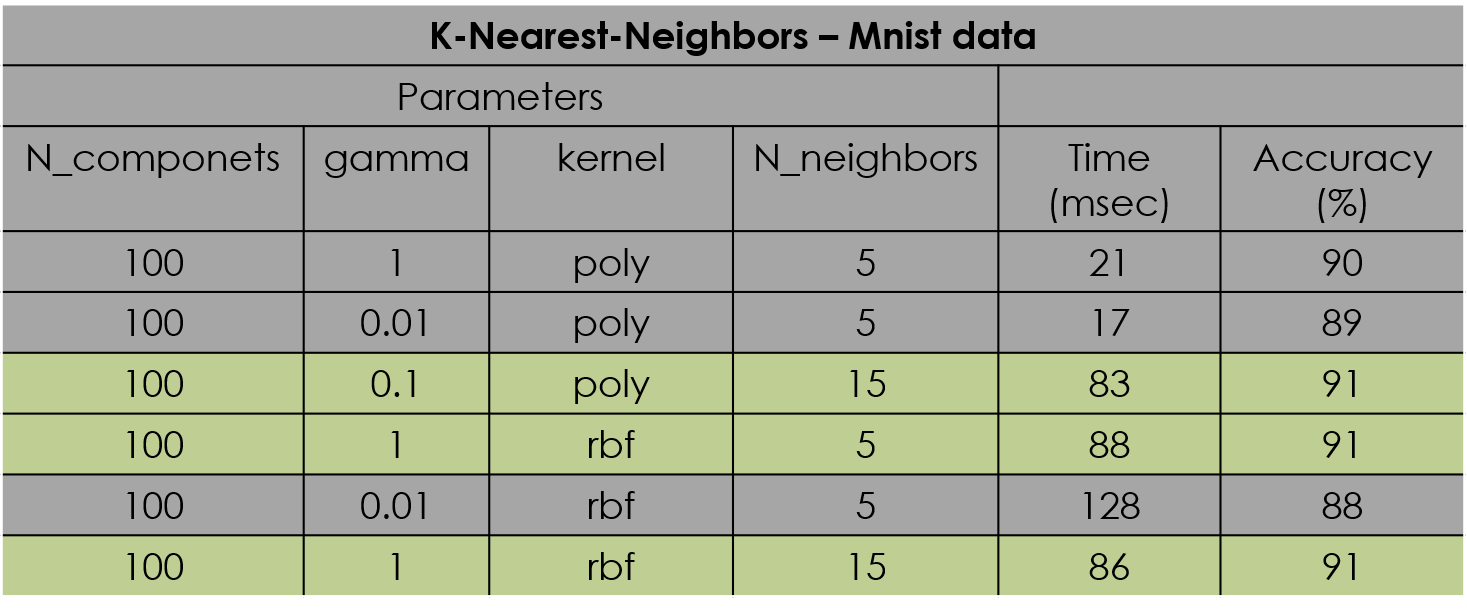 K-Nearest-Neighbors – Mnist data
Parameters
N_componets gamma kernel N_neighbors Time (msec) Accuracy (%)
100 1 poly 5 21 90
100 0.01 poly 5 17 89
100 0.1 poly 15 83 91
100 1 rbf 5 88 91
100 0.01 rbf 5 128 88
100 1 rbf 15 86 91